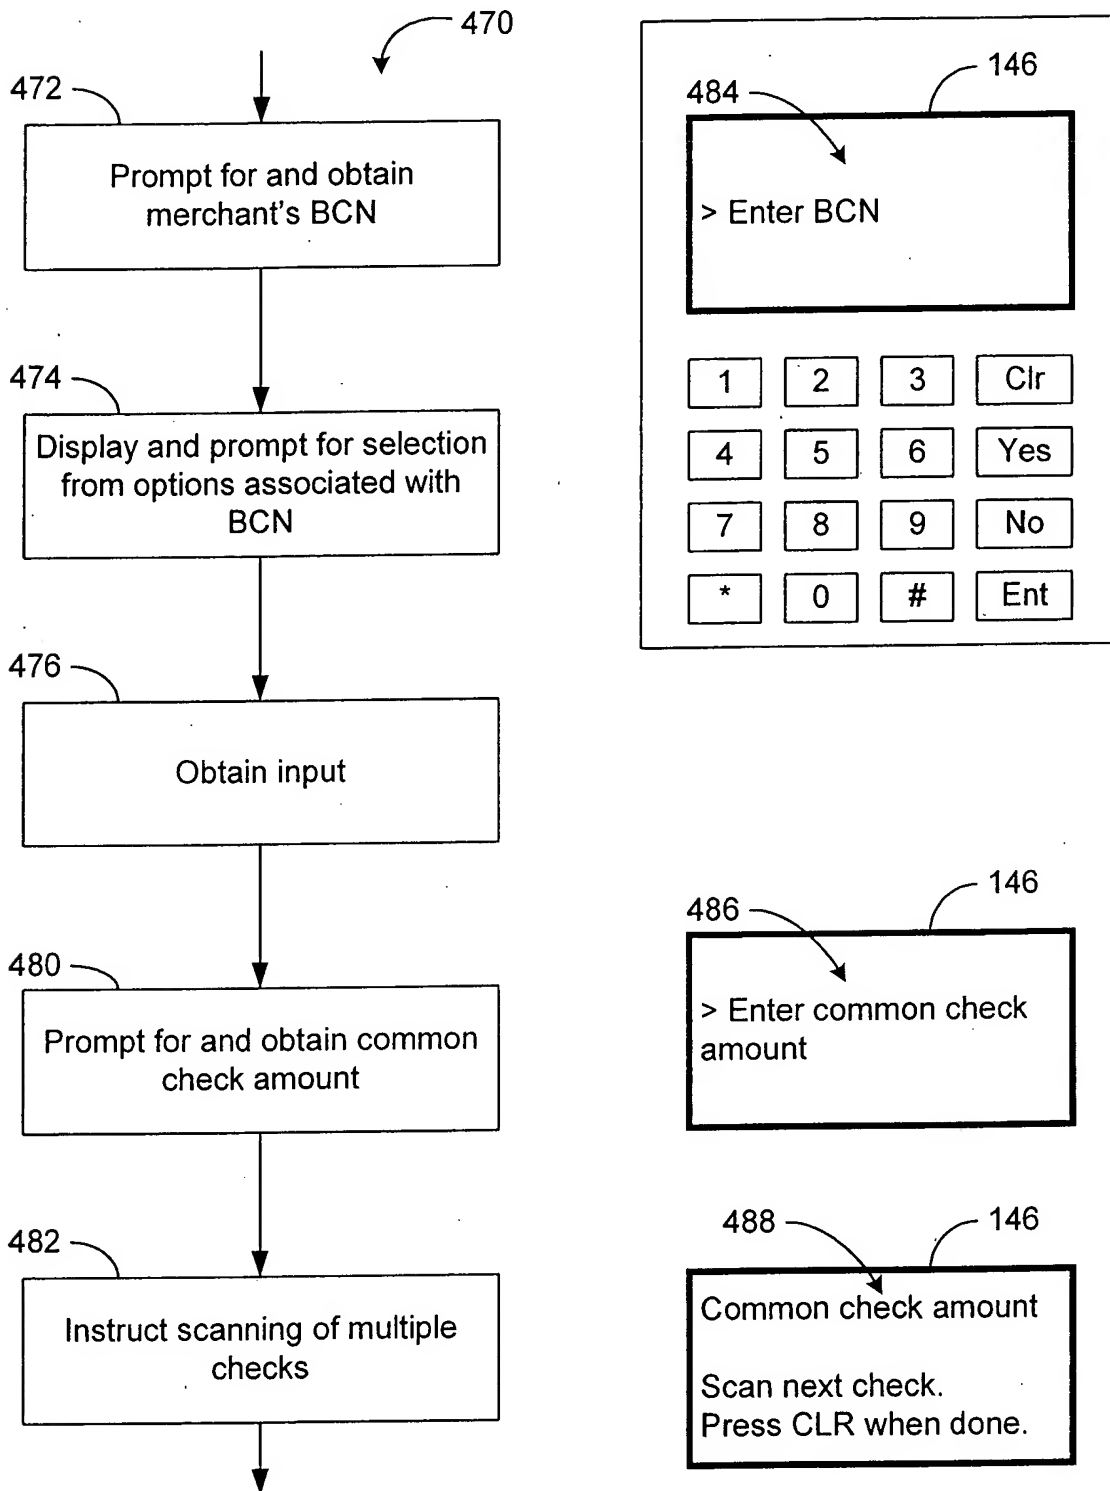 470
472
Prompt for and obtain
merchant's BCN
474
Display and prompt for selection
from options associated with
BCN
476
Obtain input
480
Prompt for and obtain common
check amount
482
Instruct scanning of multiple
checks
146
484
> Enter BCN
1 2 3 Clr
4 5 6 Yes
7 8 9 No
* 0 # Ent
146
486
> Enter common check
amount
488
146
Common check amount
Scan next check.
Press CLR when done.